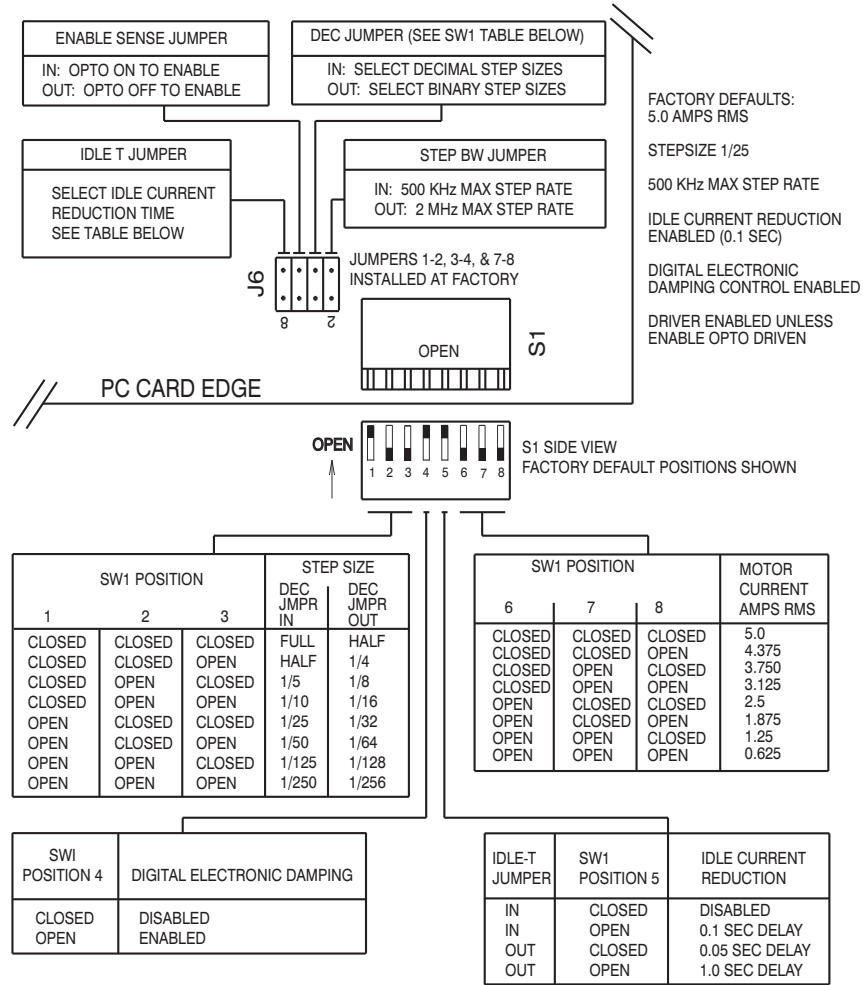 ENABLE SENSE JUMPER
IN: OPTO ON TO ENABLE
OUT: OPTO OFF TO ENABLE
DEC JUMPER (SEE SW1 TABLE BELOW)
IN: SELECT DECIMAL STEP SIZES
OUT: SELECT BINARY STEP SIZES
IDLE T JUMPER
SELECT IDLE CURRENT
REDUCTION TIME
SEE TABLE BELOW
STEP BW JUMPER
IN: 500 KHz MAX STEP RATE
OUT: 2 MHz MAX STEP RATE
FACTORY DEFAULTS:
5.0 AMPS RMS
STEPSIZE 1/25
500 KHz MAX STEP RATE
IDLE CURRENT REDUCTION
ENABLED (0.1 SEC)
DIGITAL ELECTRONIC
DAMPING CONTROL ENABLED
DRIVER ENABLED UNLESS
ENABLE OPTO DRIVEN
J6
8 2
JUMPERS 1-2, 3-4, & 7-8
INSTALLED AT FACTORY
OPEN
S1
PC CARD EDGE
OPEN
1 2 3 4 5 6 7 8
S1 SIDE VIEW
FACTORY DEFAULT POSITIONS SHOWN
SW1 POSITION STEP SIZE
1 2 3 DEC JMPR IN DEC JMPR OUT
CLOSED CLOSED CLOSED FULL HALF
CLOSED CLOSED OPEN HALF 1/4
CLOSED OPEN CLOSED 1/5 1/8
CLOSED OPEN OPEN 1/10 1/16
OPEN CLOSED CLOSED 1/25 1/32
OPEN CLOSED OPEN 1/50 1/64
OPEN OPEN CLOSED 1/125 1/128
OPEN OPEN OPEN 1/250 1/256
SW1 POSITION MOTOR CURRENT AMPS RMS
6 7 8
CLOSED CLOSED CLOSED 5.0
CLOSED CLOSED OPEN 4.375
CLOSED OPEN CLOSED 3.750
CLOSED OPEN OPEN 3.125
OPEN CLOSED CLOSED 2.5
OPEN CLOSED OPEN 1.875
OPEN OPEN CLOSED 1.25
OPEN OPEN OPEN 0.625
SWI
POSITION 4 DIGITAL ELECTRONIC DAMPING
CLOSED DISABLED
OPEN ENABLED
IDLE-T SW1 IDLE CURRENT
JUMPER POSITION 5 REDUCTION
IN CLOSED DISABLED
IN OPEN 0.1 SEC DELAY
OUT CLOSED 0.05 SEC DELAY
OUT OPEN 1.0 SEC DELAY